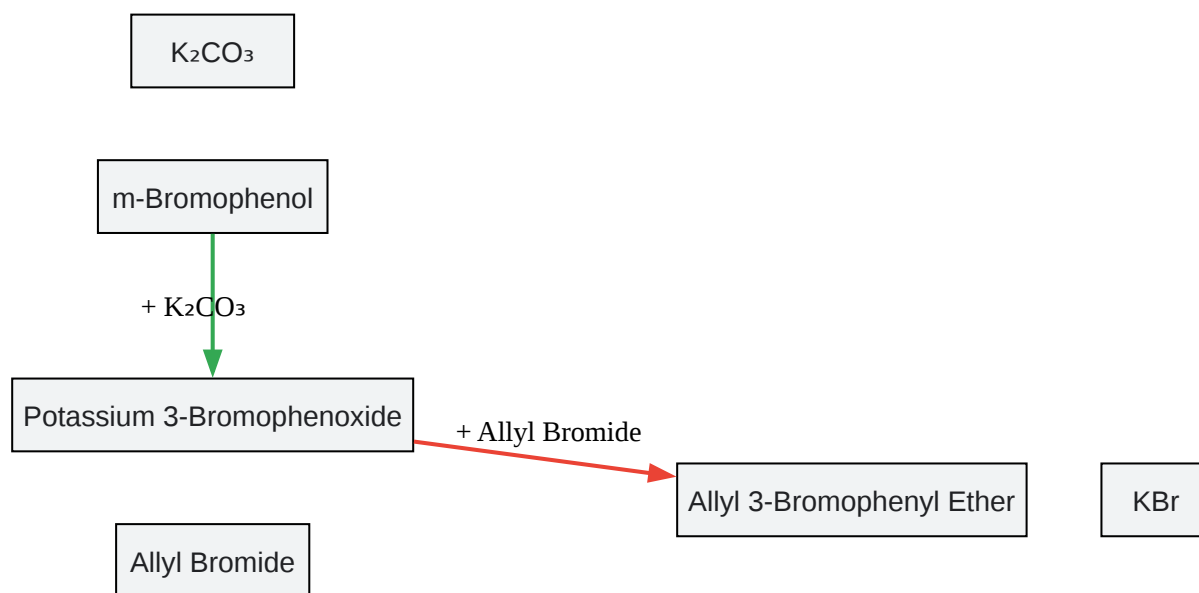 K₂CO₃
m-Bromophenol
+ K₂CO₃
Potassium 3-Bromophenoxide
+ Allyl Bromide
Allyl 3-Bromophenyl Ether
KBr
Allyl Bromide